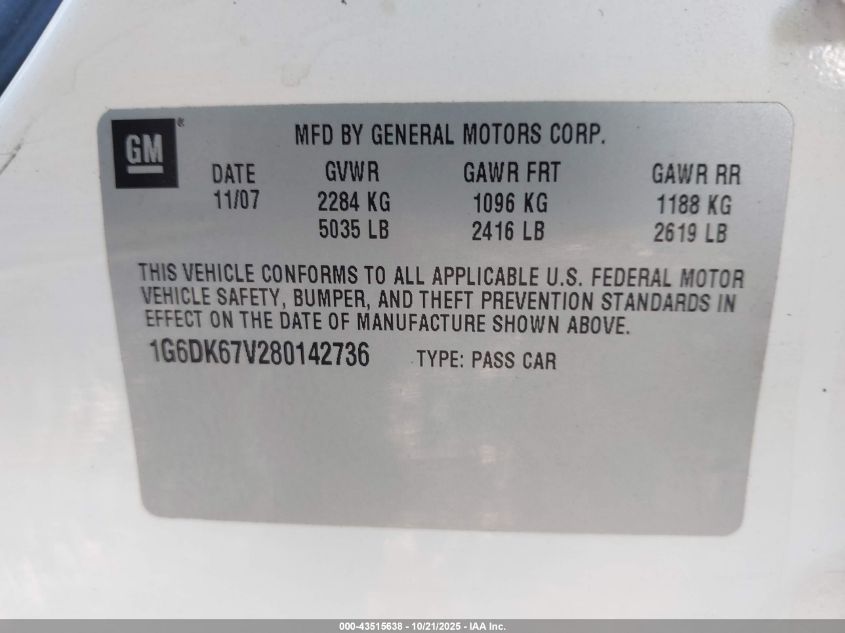 GM®
MFD BY GENERAL MOTORS CORP.
DATE GVWR GAWR FRT GAWR RR
11/07 2284 KG 1096 KG 1188 KG
5035 LB 2416 LB 2619 LB
THIS VEHICLE CONFORMS TO ALL APPLICABLE U.S. FEDERAL MOTOR
VEHICLE SAFETY, BUMPER, AND THEFT PREVENTION STANDARDS IN
EFFECT ON THE DATE OF MANUFACTURE SHOWN ABOVE.
1G6DK67V280142736 TYPE: PASS CAR
000-43515638 - 10/21/2025 - IAA Inc.